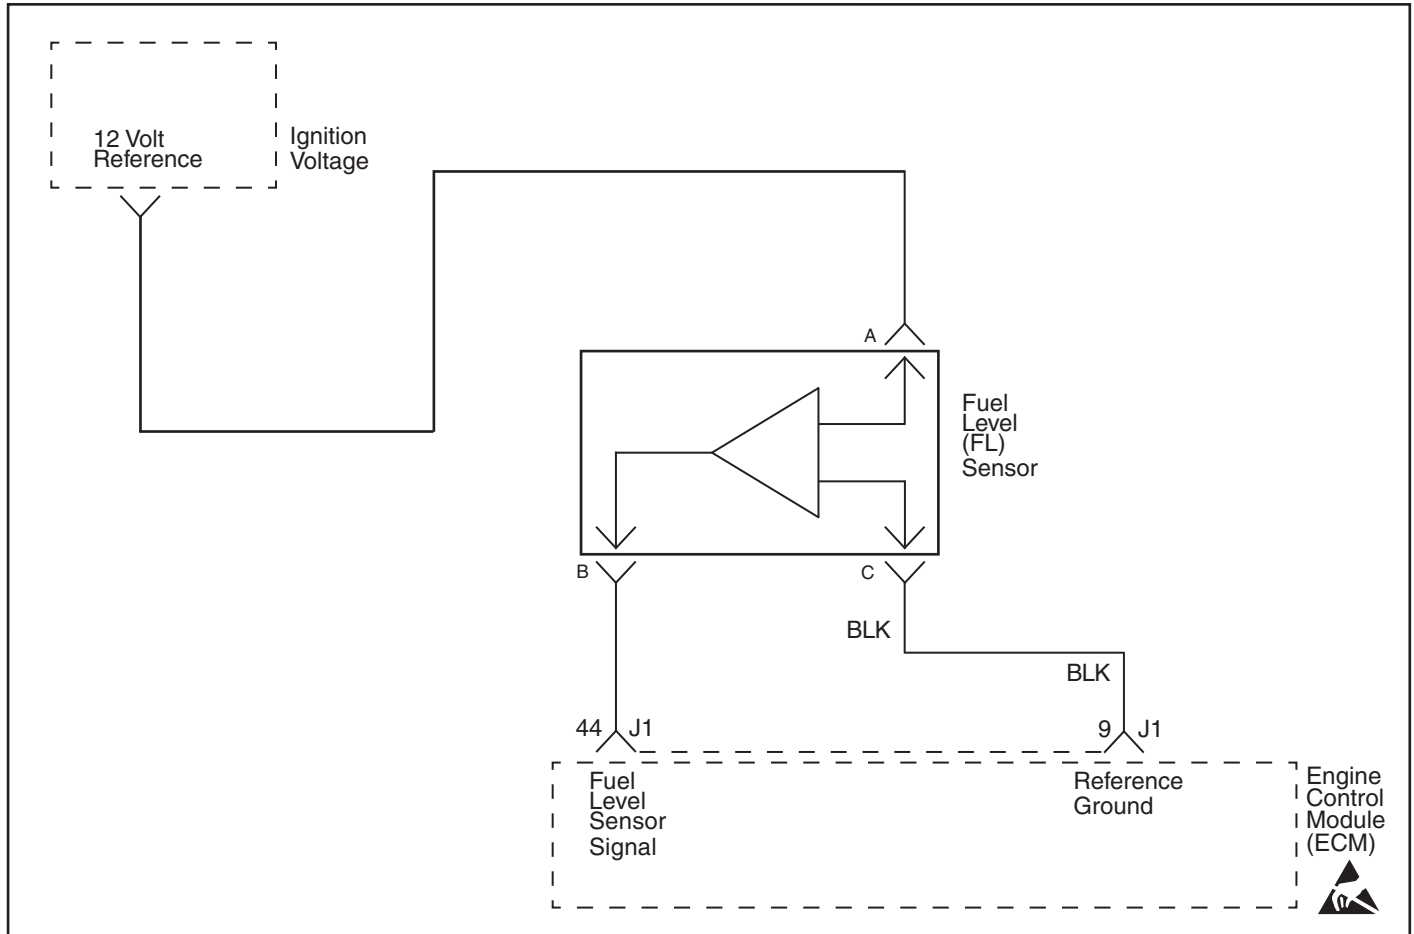 12 Volt
Reference
Ignition
Voltage
A
Fuel
Level
(FL)
Sensor
B
C
BLK
BLK
44
J1
9
J1
Fuel
Level
Sensor
Signal
Reference
Ground
Engine
Control
Module
(ECM)